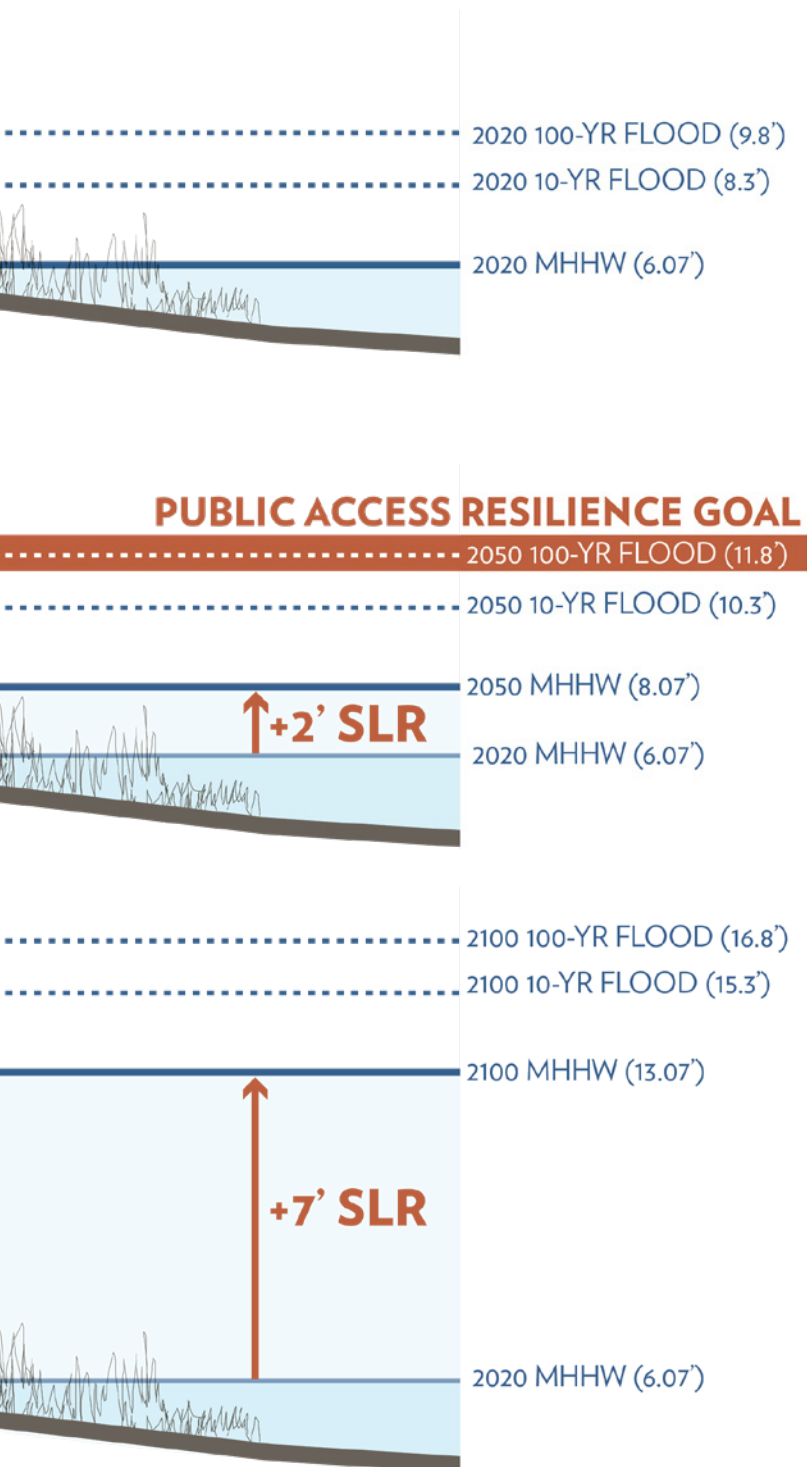 2020 100-YR FLOOD (9.8’)
2020 10-YR FLOOD (8.3’)
2020 MHHW (6.07’)
PUBLIC ACCESS RESILIENCE GOAL
2050 100-YR FLOOD (11.8’)
2050 10-YR FLOOD (10.3’)
2050 MHHW (8.07’)
+2’ SLR
2020 MHHW (6.07’)
2100 100-YR FLOOD (16.8’)
2100 10-YR FLOOD (15.3’)
2100 MHHW (13.07’)
+7’ SLR
2020 MHHW (6.07’)